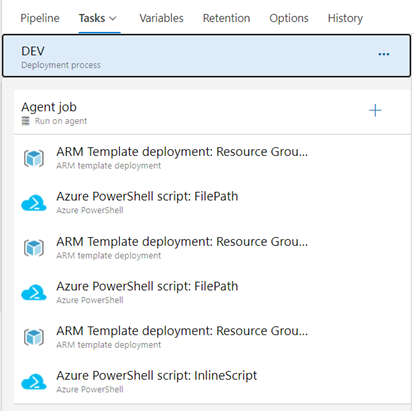 Pipeline Tasks Variables Retention Options History
DEV
Deployment process
Agent job
Run on agent
ARM Template deployment: Resource Grou...
ARM template deployment
Azure PowerShell script: FilePath
Azure PowerShell
ARM Template deployment: Resource Grou...
ARM template deployment
Azure PowerShell script: FilePath
Azure PowerShell
ARM Template deployment: Resource Grou...
ARM template deployment
Azure PowerShell script: InlineScript
Azure PowerShell